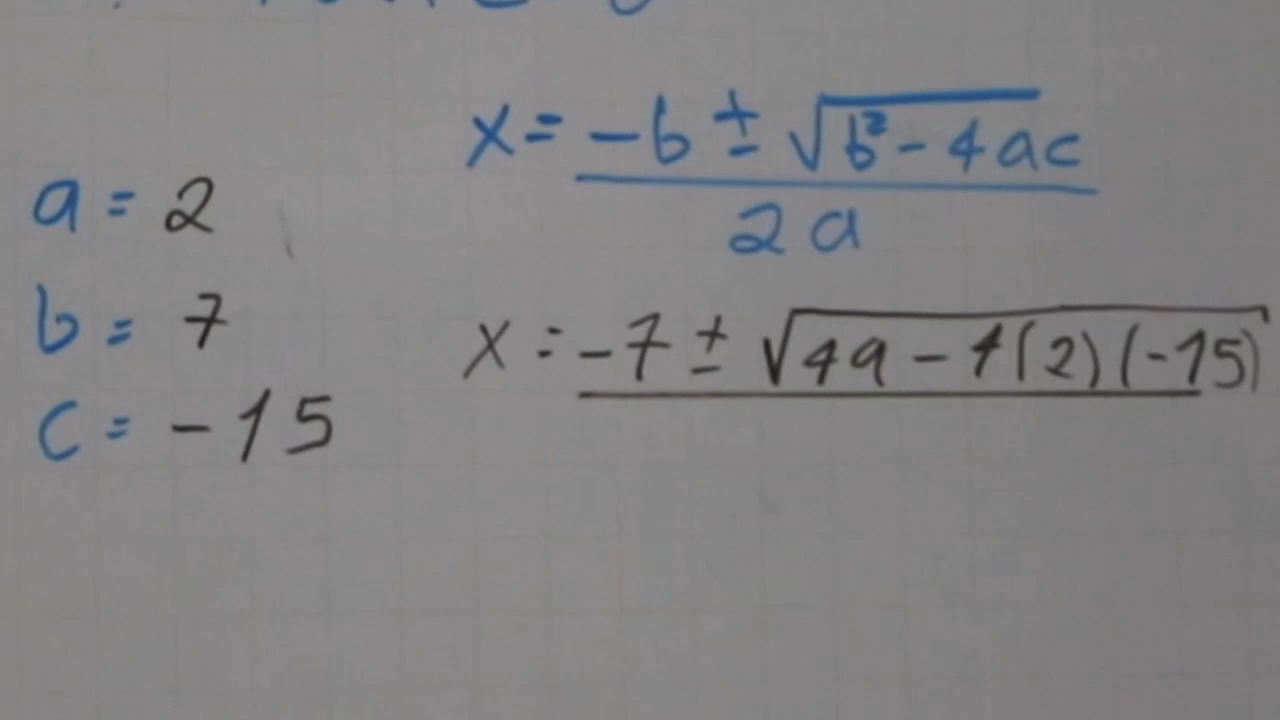 x = -b ± √b² - 4ac
2a
a = 2
b = 7
c = -15
x = -7 ± √49 - 4(2)(-15)